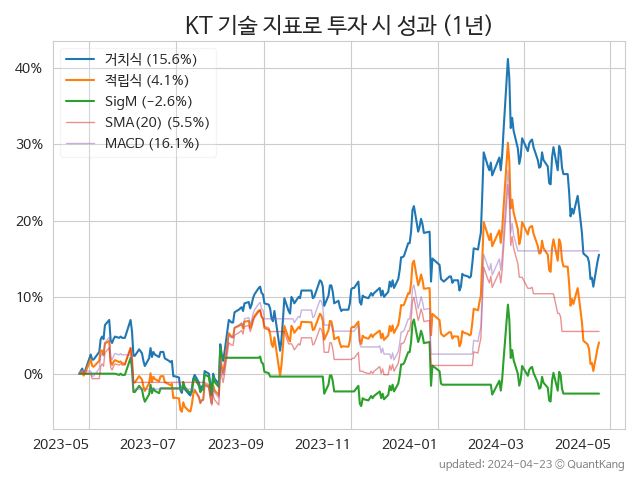 KT 기술 지표로 투자 시 성과 (1년)
거치식 (15.6%)
적립식 (4.1%)
SigM (-2.6%)
SMA(20) (5.5%)
MACD (16.1%)
40%
30%
20%
10%
0%
2023-05 2023-07 2023-09 2023-11 2024-01 2024-03 2024-05
updated: 2024-04-23 © QuantKang